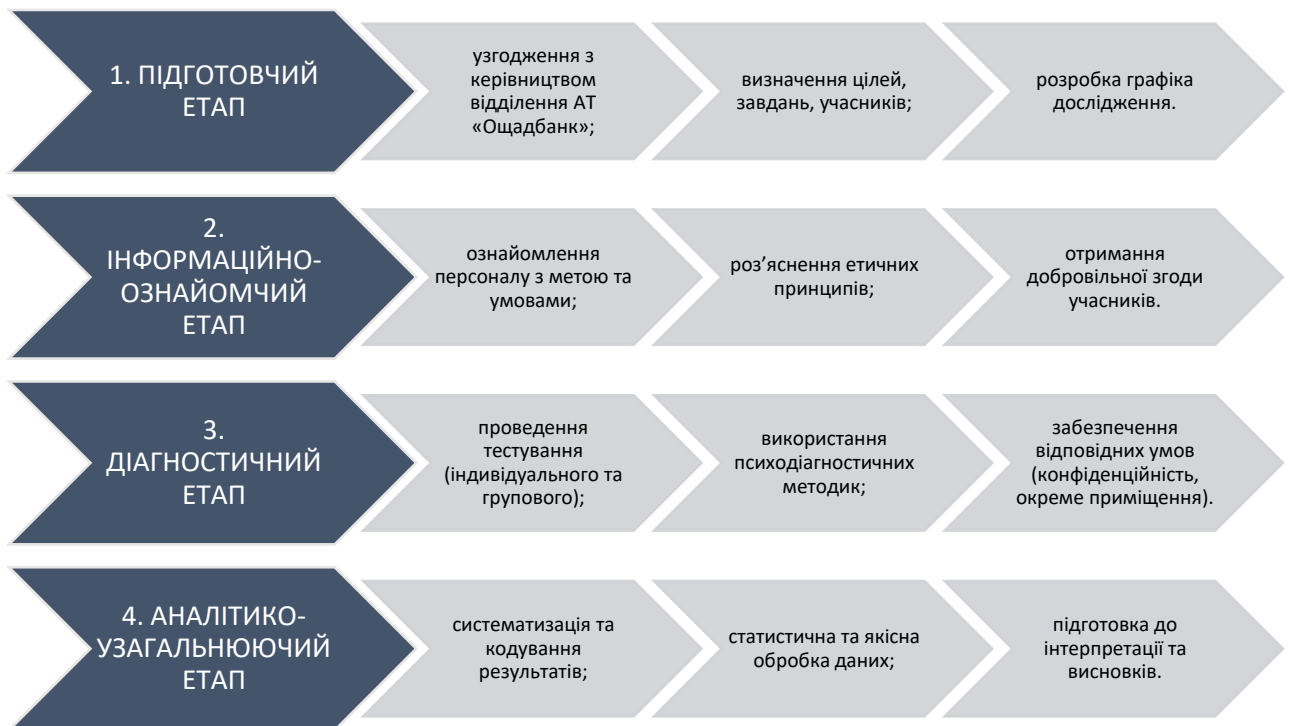 1. ПІДГОТОВЧИЙ
ЕТАП
узгодження з
керівництвом
відділення АТ
«Ощадбанк»;
визначення цілей,
завдань, учасників;
розробка графіка
дослідження.
2.
ІНФОРМАЦІЙНО-
ОЗНАЙОМЧИЙ
ЕТАП
ознайомлення
персоналу з метою та
умовами;
роз’яснення етичних
принципів;
отримання
добровільної згоди
учасників.
3.
ДІАГНОСТИЧНИЙ
ЕТАП
проведення
тестування
(індивідуального та
групового);
використання
психодіагностичних
методик;
забезпечення
відповідних умов
(конфіденційність,
окреме приміщення).
4. АНАЛІТИКО-
УЗАГАЛЬНЮЮЧИЙ
ЕТАП
систематизація та
кодування
результатів;
статистична та якісна
обробка даних;
підготовка до
інтерпретації та
висновків.